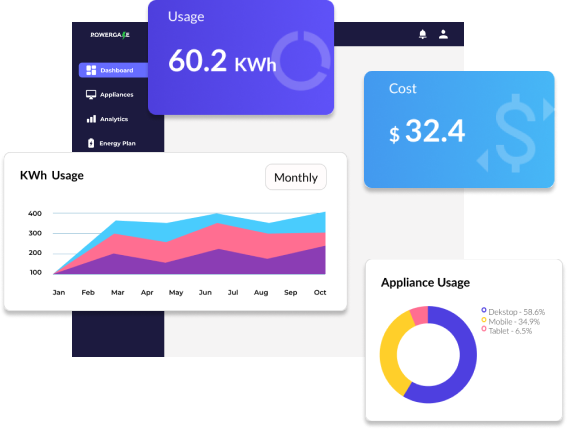 POWERGATE
Usage
60.2 KWh
Dashboard
Appliances
Analytics
Energy Plan
Cost
$ 32.4
KWh Usage
Monthly
400
300
200
100
Jan Feb Mar Apr May Jun Jul Aug Sep Oct
Appliance Usage
Dekstop - 58,6%
Mobile - 34.9%
Tablet - 6.5%